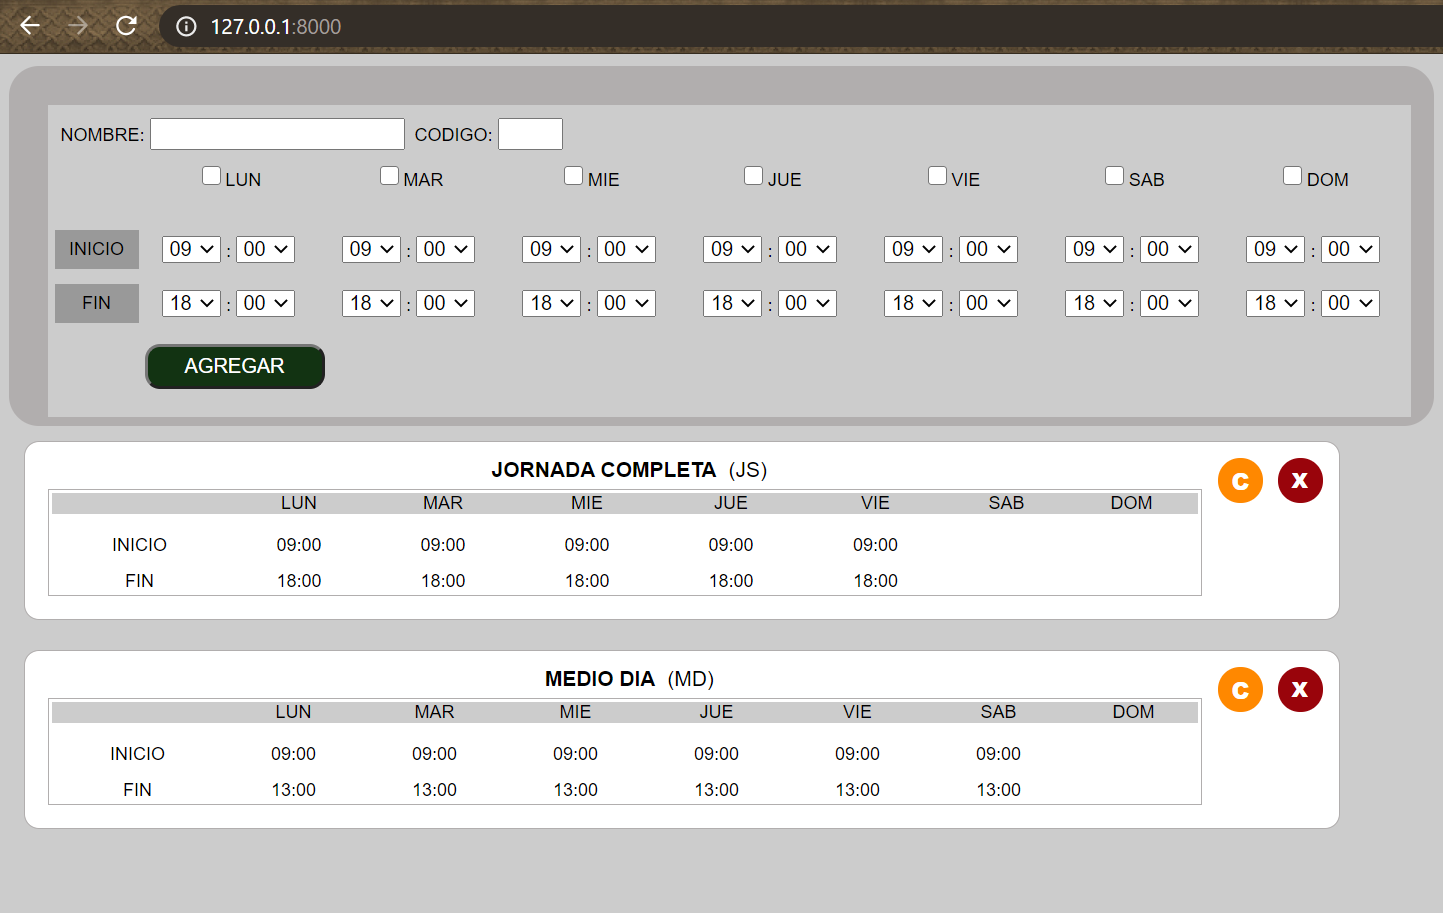 127.0.0.1:8000
NOMBRE: CODIGO:
LUN MAR MIE JUE VIE SAB DOM
INICIO 09 : 00 09 : 00 09 : 00 09 : 00 09 : 00 09 : 00 09 : 00
FIN 18 : 00 18 : 00 18 : 00 18 : 00 18 : 00 18 : 00 18 : 00
AGREGAR
JORNADA COMPLETA (JS) C X
LUN MAR MIE JUE VIE SAB DOM
INICIO 09:00 09:00 09:00 09:00 09:00
FIN 18:00 18:00 18:00 18:00 18:00
MEDIO DIA (MD) C X
LUN MAR MIE JUE VIE SAB DOM
INICIO 09:00 09:00 09:00 09:00 09:00 09:00
FIN 13:00 13:00 13:00 13:00 13:00 13:00